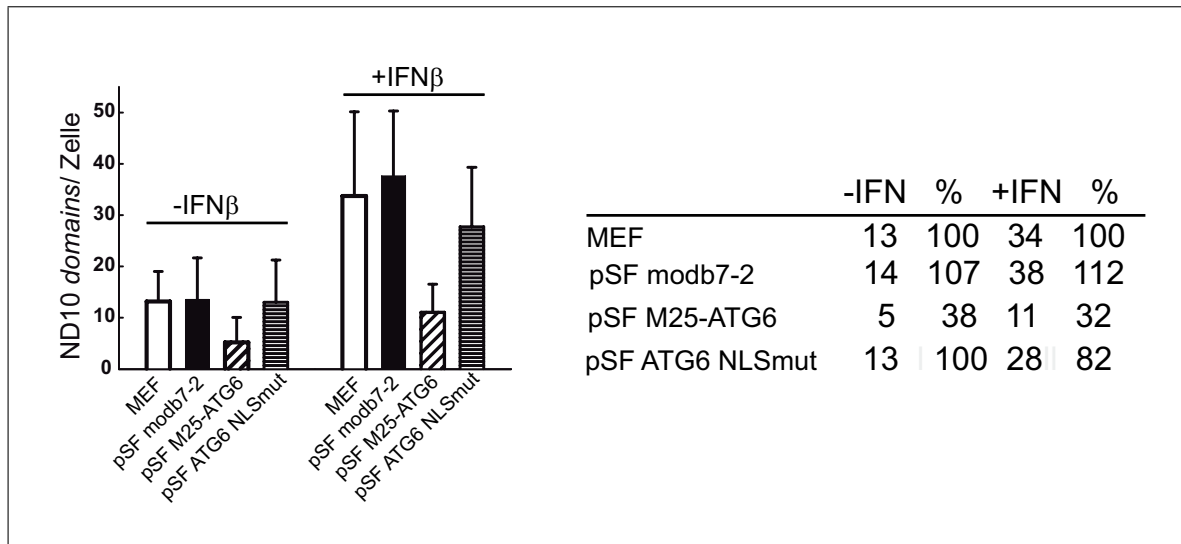 ND10 domains/ Zelle
50
40
30
20
10
0
-IFNβ
+IFNβ
MEF
pSF modb7-2
pSF M25-ATG6
pSF ATG6 NLSmut
MEF
pSF modb7-2
pSF M25-ATG6
pSF ATG6 NLSmut
-IFN % +IFN %
MEF 13 100 34 100
pSF modb7-2 14 107 38 112
pSF M25-ATG6 5 38 11 32
pSF ATG6 NLSmut 13 100 28 82